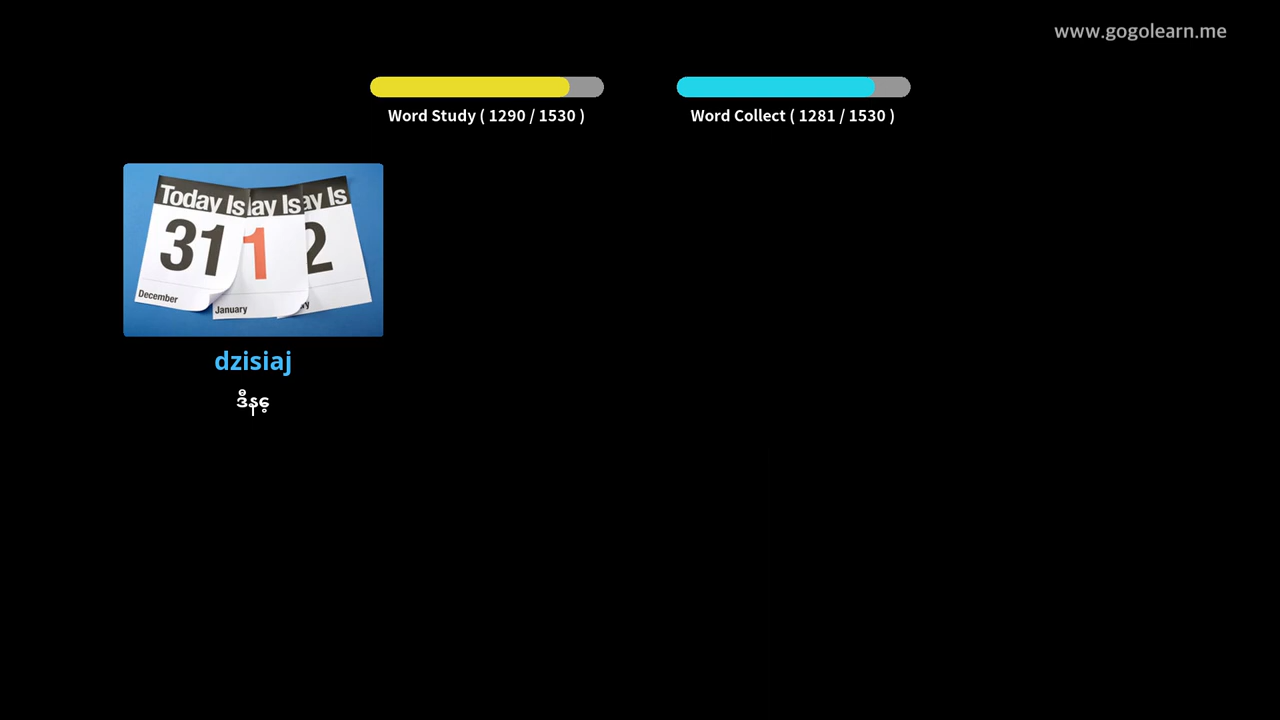 www.gogolearn.me
Word Study ( 1290 / 1530 )
Word Collect ( 1281 / 1530 )
Today Is
ay Is
ay Is
31
1
2
December
January
ry
dzisiaj
ဒီနေ့